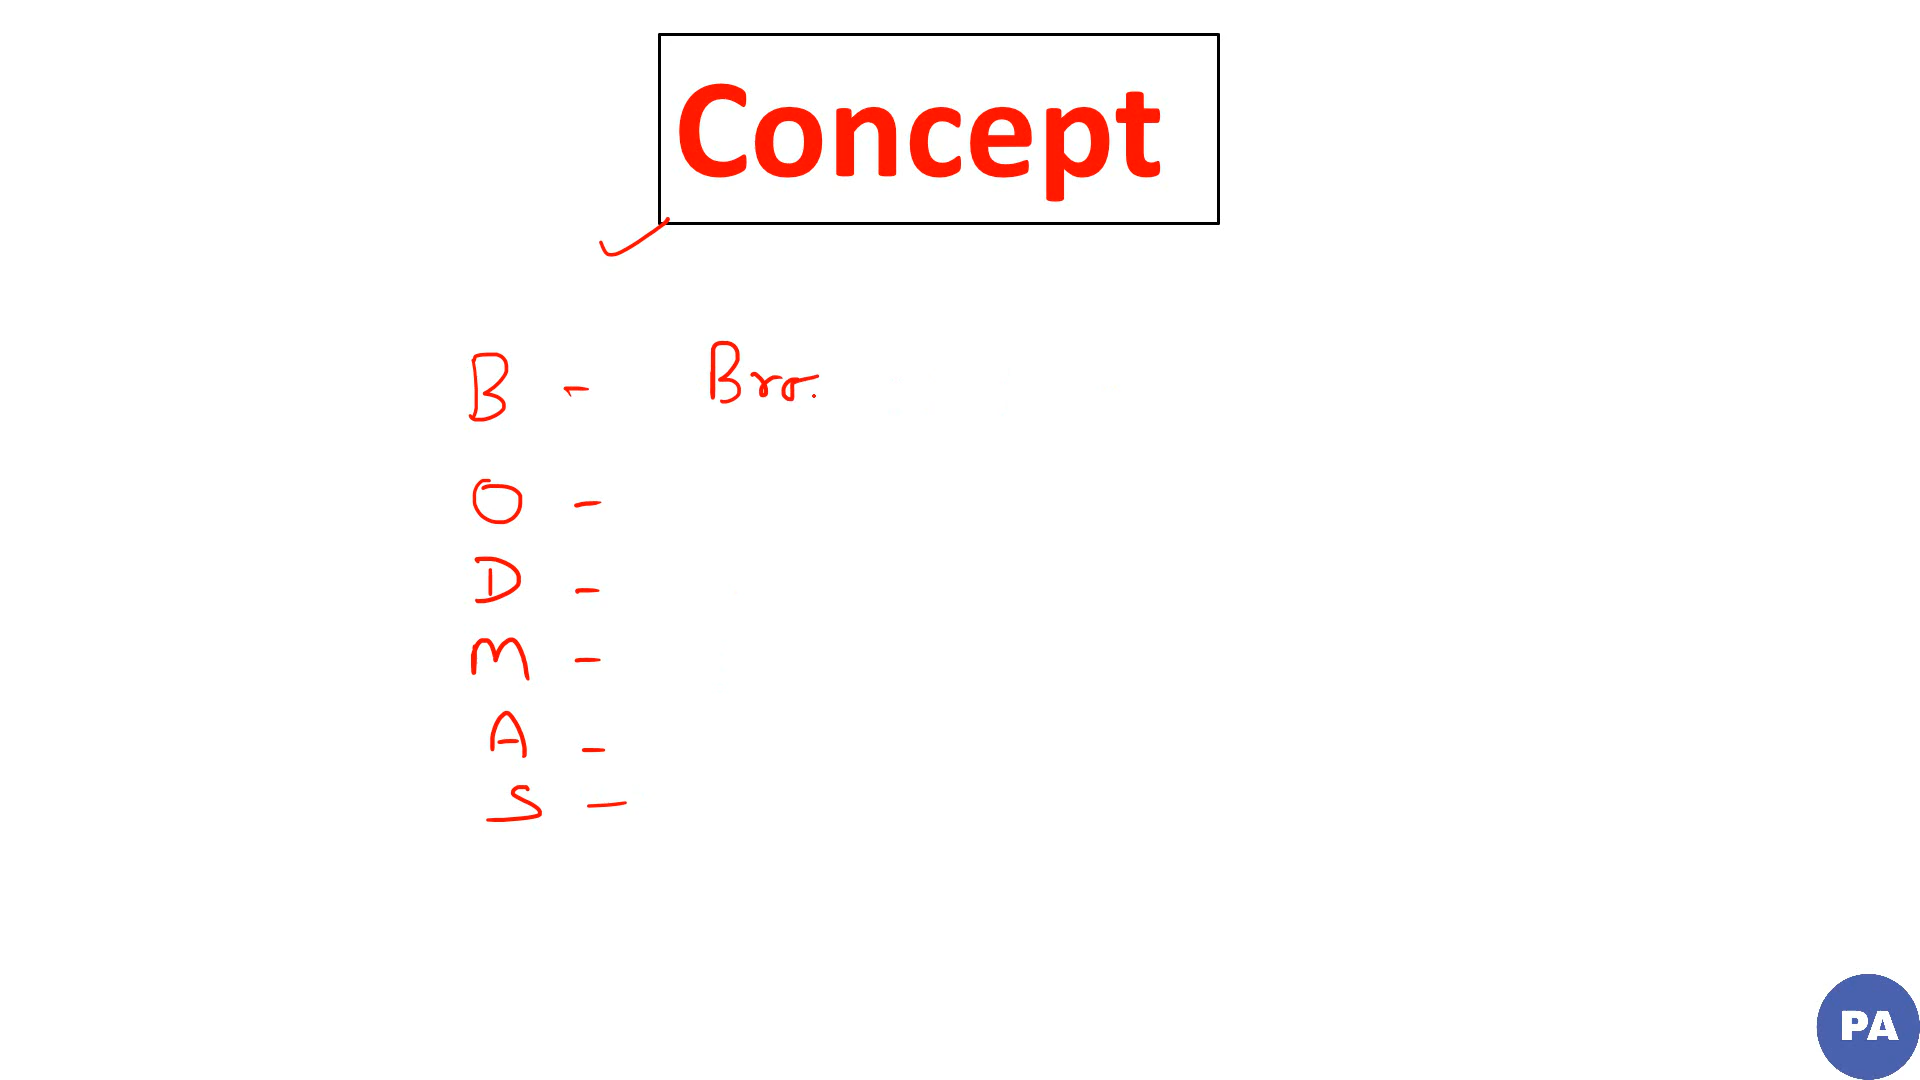 Concept
B - Bro
O -
D -
M -
A -
S -
PA